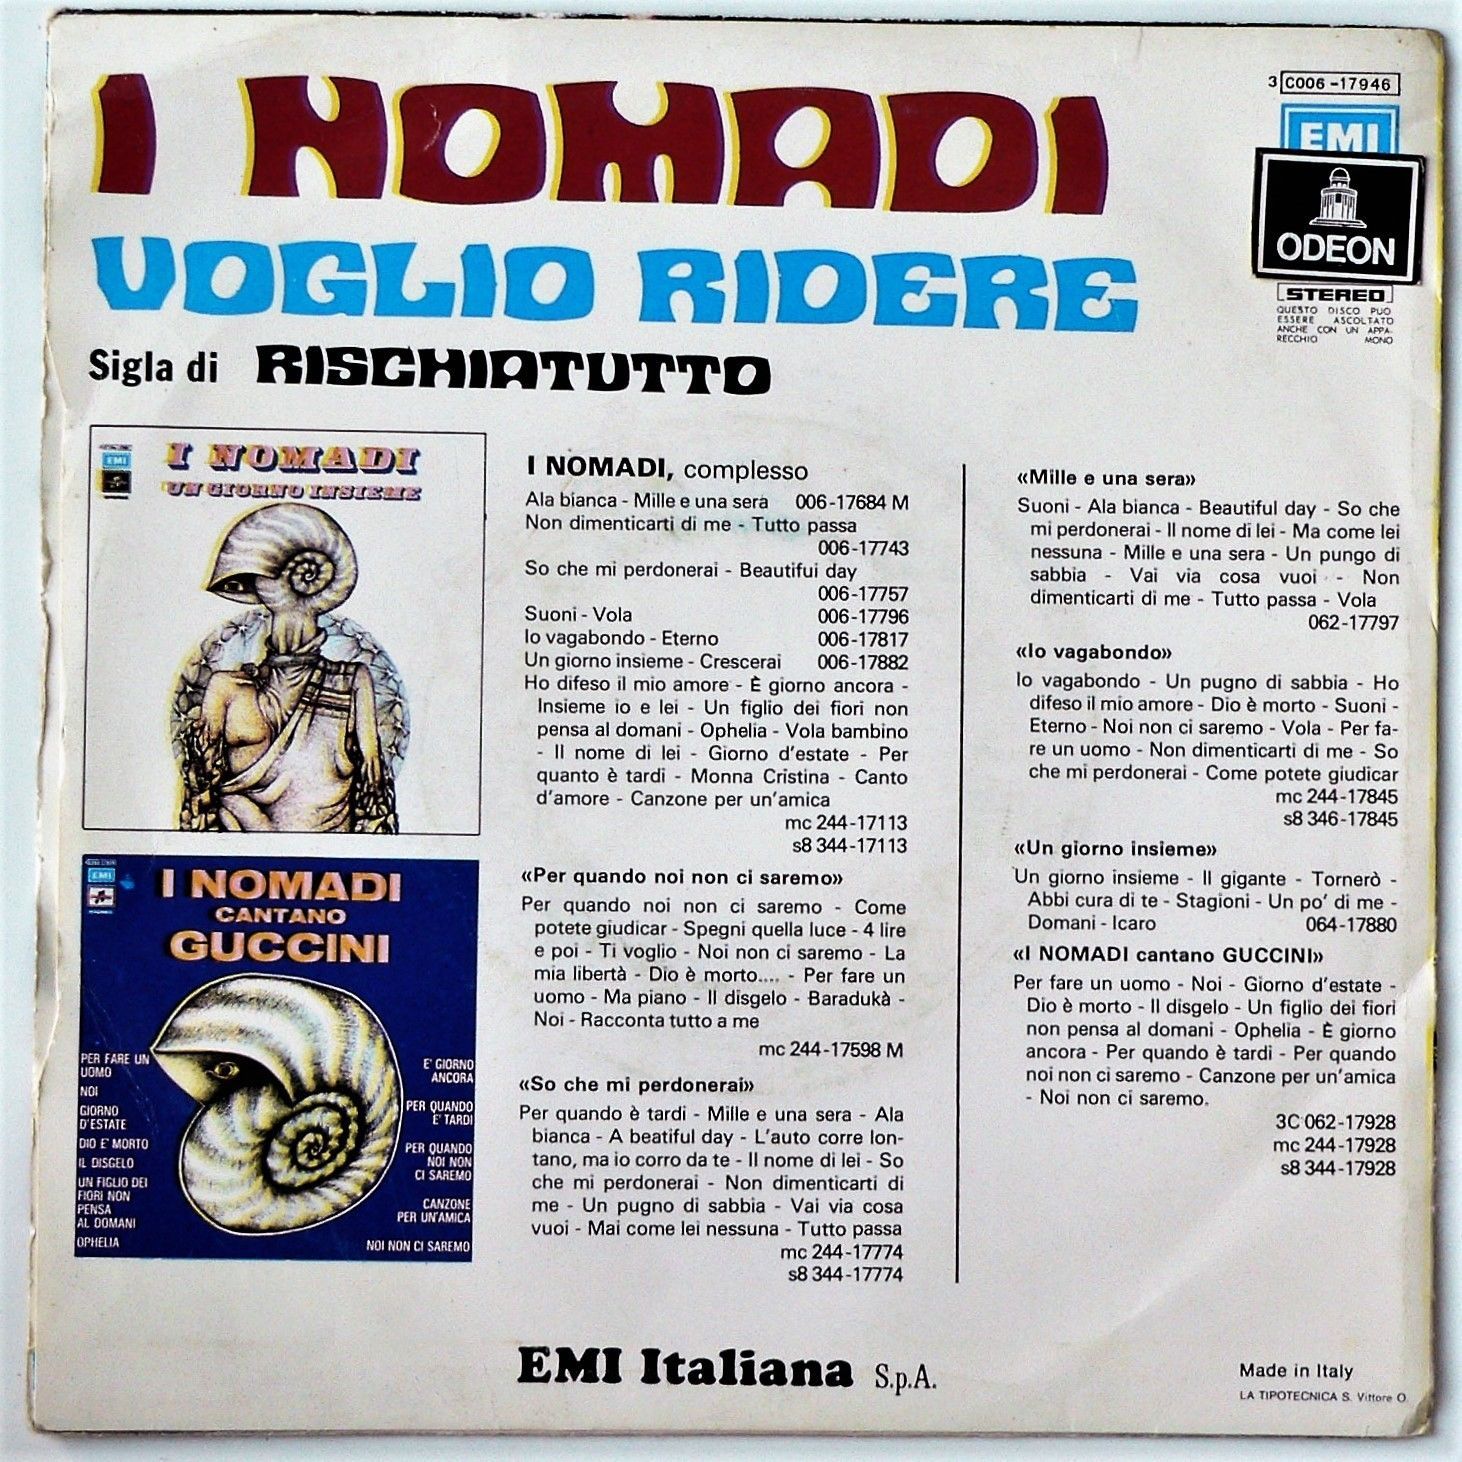 I NOMADI
VOGLIO RIDERE
Sigla di RISCHIATUTTO
3 C006-17946
EMI
ODEON
STEREO
QUESTO DISCO PUO
ESSERE ASCOLTATO
ANCHE CON UN APPA-
RECCHIO MONO
EMI
I NOMADI
UN GIORNO INSIEME
EMI
I NOMADI
CANTANO
GUCCINI
PER FARE UN
UOMO
NOI
GIORNO
D'ESTATE
DIO E' MORTO
IL DISGELO
UN FIGLIO DEI
FIORI NON
PENSA
AL DOMANI
OPHELIA
E' GIORNO
ANCORA
PER QUANDO
E' TARDI
PER QUANDO
NOI NON
CI SAREMO
CANZONE
PER UN'AMICA
NOI NON CI SAREMO
I NOMADI, complesso
Ala bianca - Mille e una sera 006-17684 M
Non dimenticarti di me - Tutto passa
006-17743
So che mi perdonerai - Beautifui day
006-17757
Suoni - Vola 006-17796
Io vagabondo - Eterno 006-17817
Un giorno insieme - Crescerai 006-17882
Ho difeso il mio amore - È giorno ancora -
Insieme io e lei - Un figlio dei fiori non
pensa al domani - Ophelia - Vola bambino
- Il nome di lei - Giorno d'estate - Per
quanto è tardi - Monna Cristina - Canto
d'amore - Canzone per un'amica
mc 244-17113
s8 344-17113
«Per quando noi non ci saremo»
Per quando noi non ci saremo - Come
potete giudicar - Spegni quella luce - 4 lire
e poi - Ti voglio - Noi non ci saremo - La
mia libertà - Dio è morto.... - Per fare un
uomo - Ma piano - Il disgelo - Baradukà -
Noi - Racconta tutto a me
mc 244-17598 M
«So che mi perdonerai»
Per quando è tardi - Mille e una sera - Ala
bianca - A beatiful day - L'auto corre lon-
tano, ma io corro da te - Il nome di lei - So
che mi perdonerai - Non dimenticarti di
me - Un pugno di sabbia - Vai via cosa
vuoi - Mai come lei nessuna - Tutto passa
mc 244-17774
s8 344-17774
«Mille e una sera»
Suoni - Ala bianca - Beautiful day - So che
mi perdonerai - Il nome di lei - Ma come lei
nessuna - Mille e una sera - Un pungo di
sabbia - Vai via cosa vuoi - Non
dimenticarti di me - Tutto passa - Vola
062-17797
«Io vagabondo»
Io vagabondo - Un pugno di sabbia - Ho
difeso il mio amore - Dio è morto - Suoni -
Eterno - Noi non ci saremo - Vola - Per fa-
re un uomo - Non dimenticarti di me - So
che mi perdonerai - Come potete giudicar
mc 244-17845
s8 346-17845
«Un giorno insieme»
Un giorno insieme - Il gigante - Tornerò -
Abbi cura di te - Stagioni - Un po' di me -
Domani - Icaro 064-17880
«I NOMADI cantano GUCCINI»
Per fare un uomo - Noi - Giorno d'estate -
Dio è morto - Il disgelo - Un figlio dei fiori
non pensa al domani - Ophelia - È giorno
ancora - Per quando è tardi - Per quando
noi non ci saremo - Canzone per un'amica
- Noi non ci saremo.
3C 062-17928
mc 244-17928
s8 344-17928
EMI Italiana S.p.A.
Made in Italy
LA TIPOTECNICA S. Vittore O.